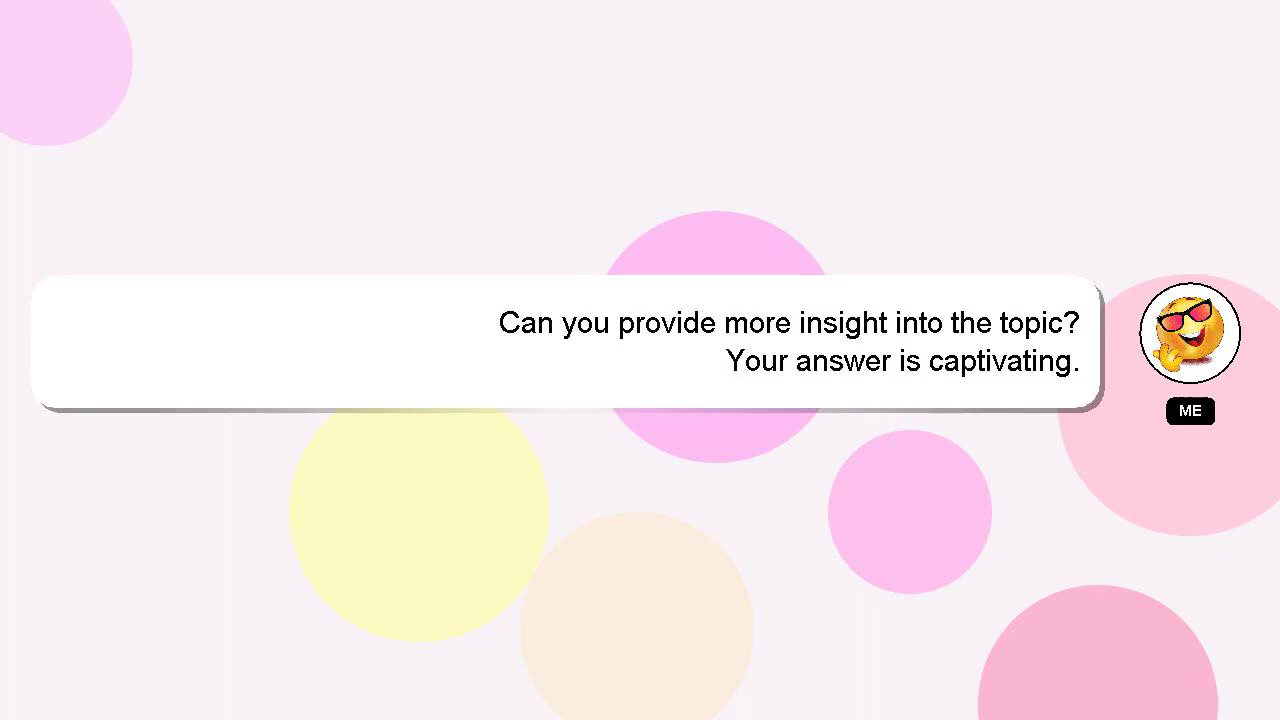 Can you provide more insight into the topic?
Your answer is captivating.
ME